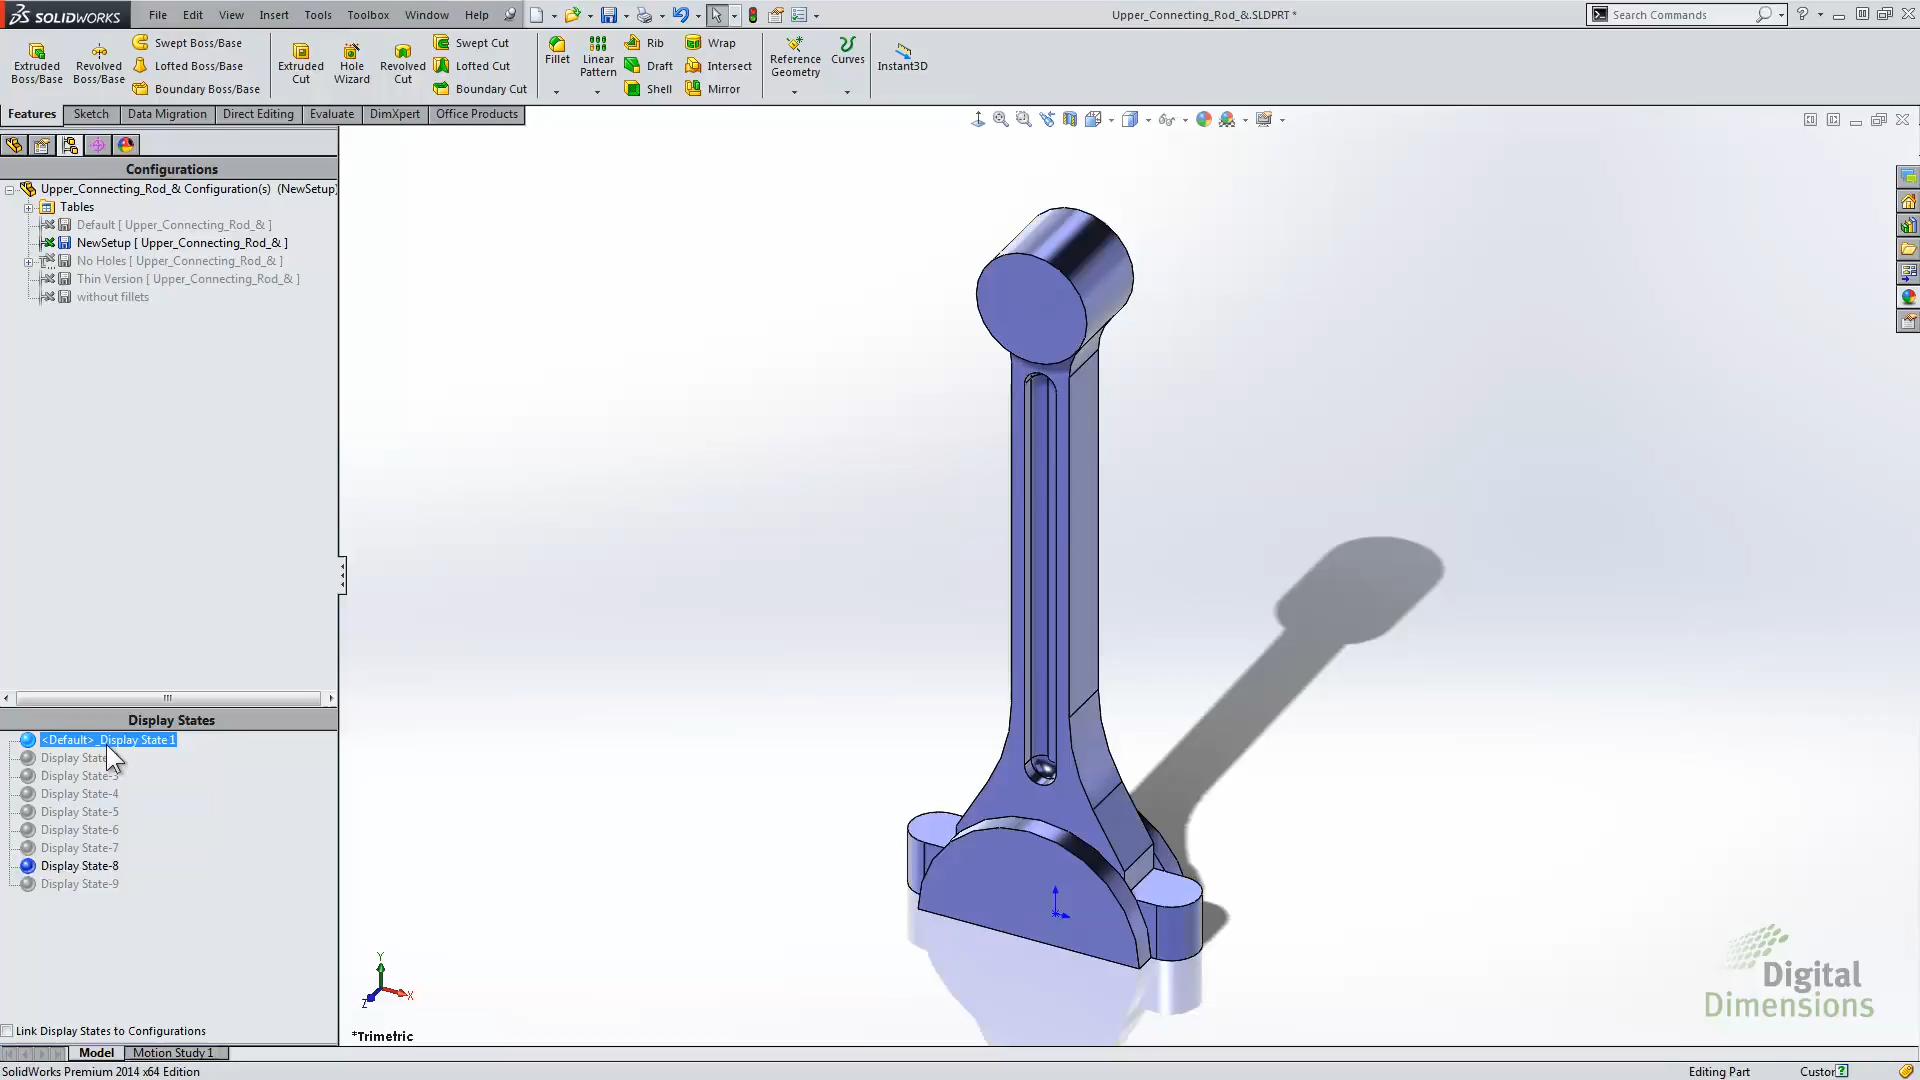 SOLIDWORKS File Edit View Insert Tools Toolbox Window Help Upper_Connecting_Rod_&.SLDPRT * Search Commands
Extruded Boss/Base
Revolved Boss/Base
Swept Boss/Base
Lofted Boss/Base
Boundary Boss/Base
Extruded Cut
Hole Wizard
Revolved Cut
Swept Cut
Lofted Cut
Boundary Cut
Fillet
Linear Pattern
Rib
Draft
Shell
Wrap
Intersect
Mirror
Reference Geometry
Curves
Instant3D
Features Sketch Data Migration Direct Editing Evaluate DimXpert Office Products
Configurations
Upper_Connecting_Rod_& Configuration(s) (NewSetup)
Tables
Default [ Upper_Connecting_Rod_& ]
NewSetup [ Upper_Connecting_Rod_& ]
No Holes [ Upper_Connecting_Rod_& ]
Thin Version [ Upper_Connecting_Rod_& ]
without fillets
Display States
<Default>_Display State 1
Display State
Display State-3
Display State-4
Display State-5
Display State-6
Display State-7
Display State-8
Display State-9
Link Display States to Configurations
Y
X
Z
*Trimetric
Digital
Dimensions
Model Motion Study 1
SolidWorks Premium 2014 x64 Edition Editing Part Custor